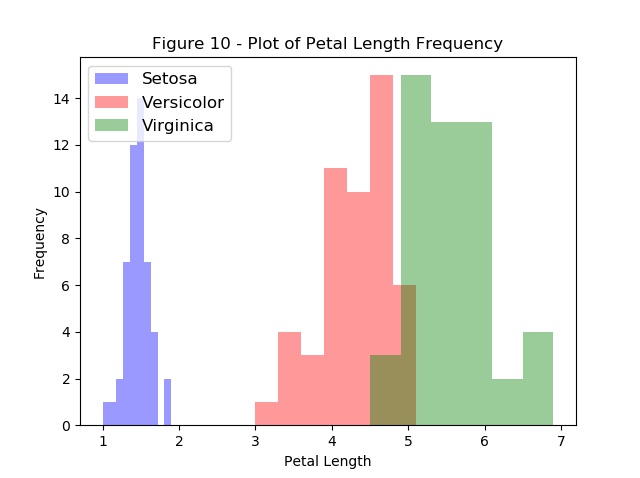 Figure 10 - Plot of Petal Length Frequency
Setosa
Versicolor
Virginica
14
12
10
8
6
4
2
0
Frequency
1 2 3 4 5 6 7
Petal Length